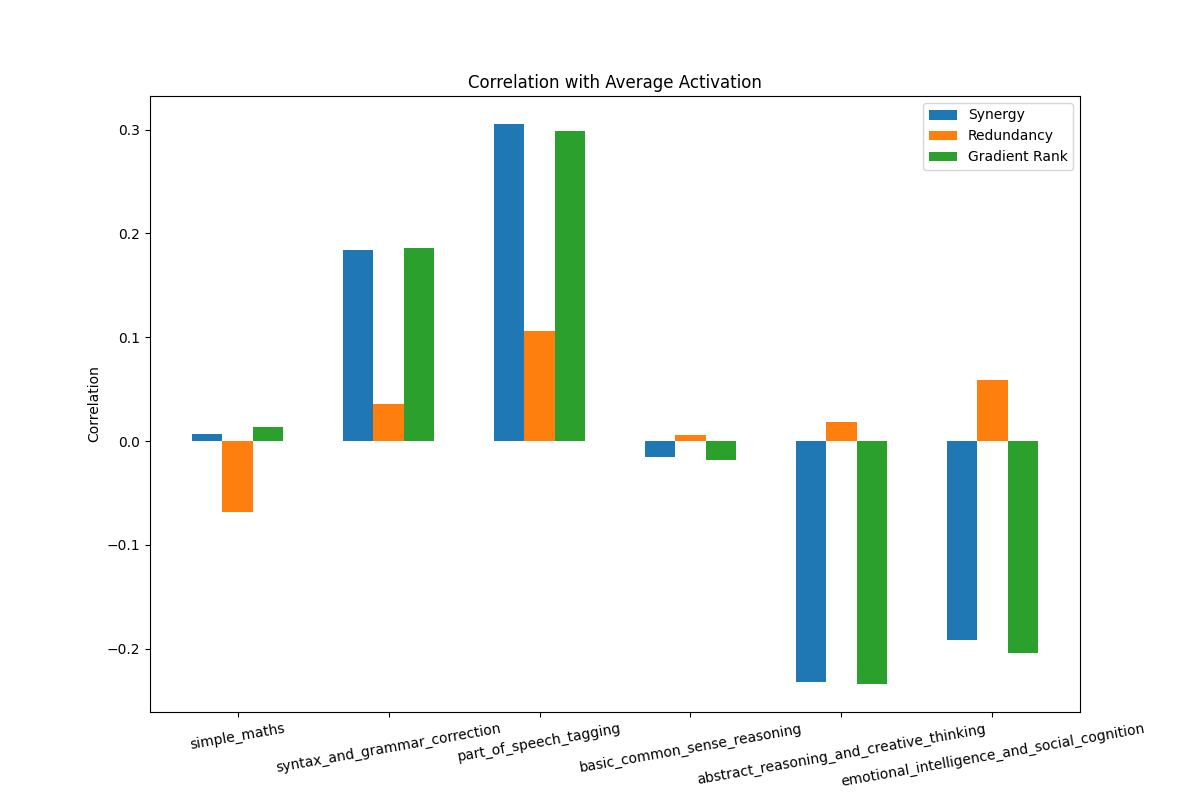 Correlation with Average Activation
Synergy
Redundancy
Gradient Rank
Correlation
0.3
0.2
0.1
0.0
−0.1
−0.2
simple_maths
syntax_and_grammar_correction
part_of_speech_tagging
basic_common_sense_reasoning
abstract_reasoning_and_creative_thinking
emotional_intelligence_and_social_cognition